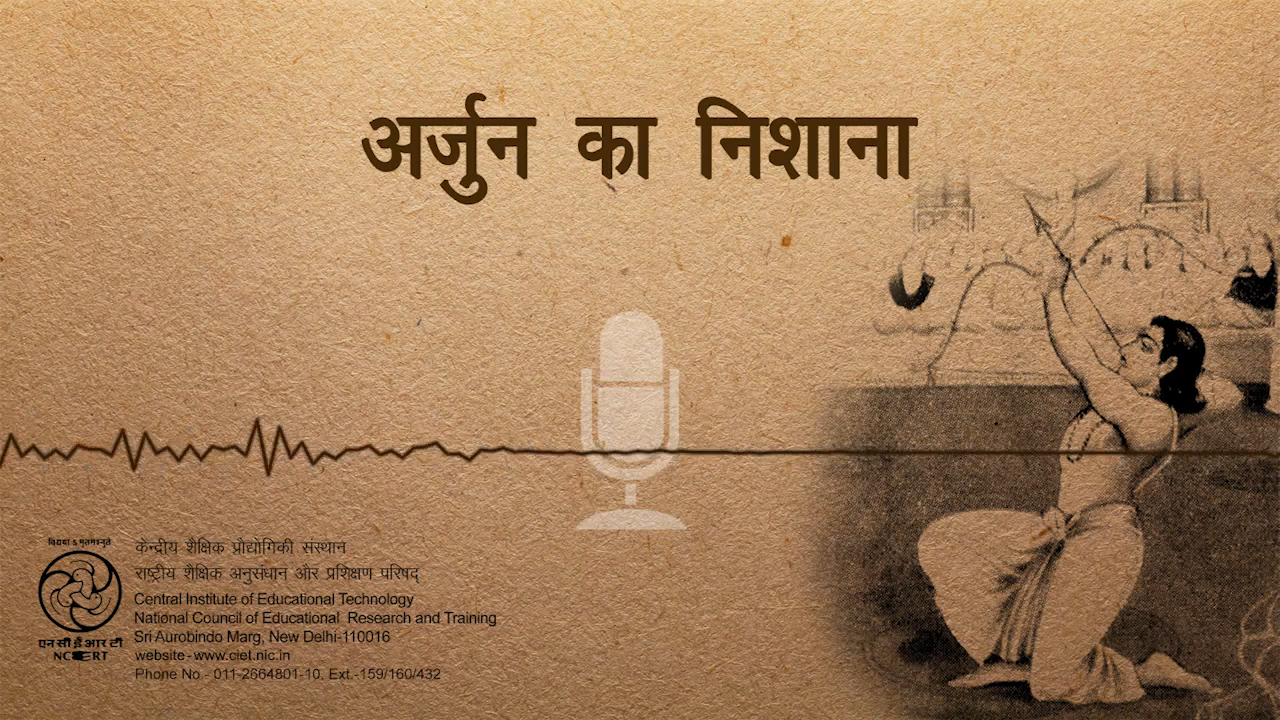 अर्जुन का निशाना
विद्यया ऽ मृतमश्नुते
एन सी ई आर टी
NCERT
केन्द्रीय शैक्षिक प्रौद्योगिकी संस्थान
राष्ट्रीय शैक्षिक अनुसंधान और प्रशिक्षण परिषद्
Central Institute of Educational Technology
National Council of Educational Research and Training
Sri Aurobindo Marg, New Delhi-110016
website-www.ciet.nic.in
Phone No - 011-2664801-10. Ext.-159/160/432